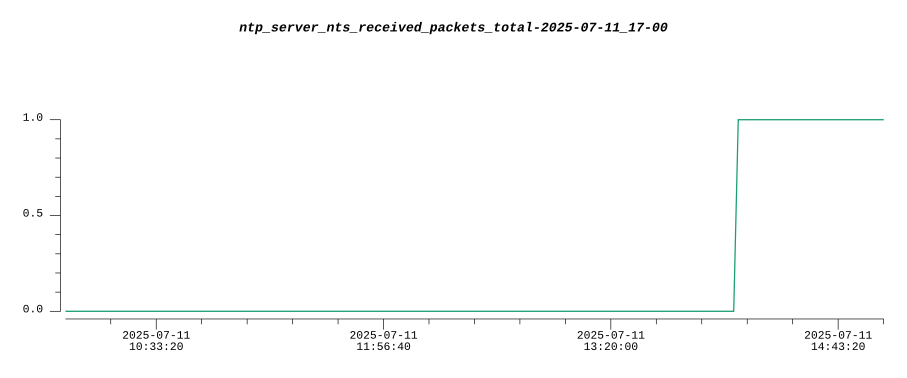 ntp_server_nts_received_packets_total-2025-07-11_17-00
1.0
0.5
0.0
2025-07-11 2025-07-11 2025-07-11 2025-07-11
10:33:20 11:56:40 13:20:00 14:43:20